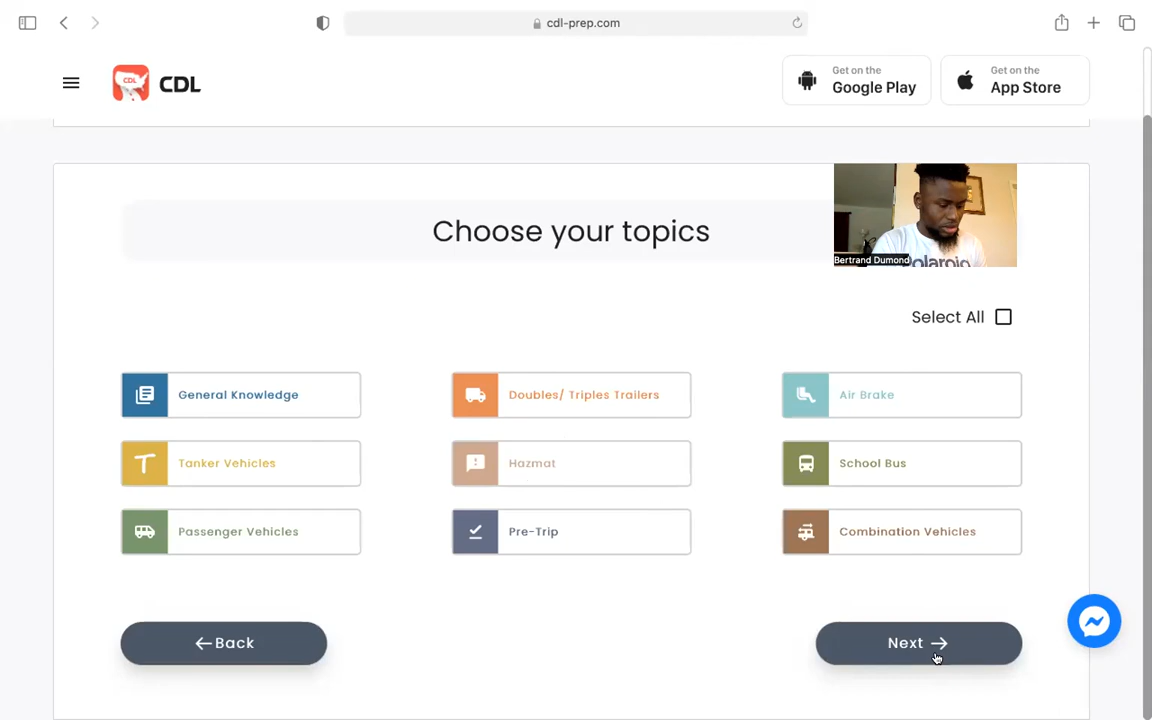 cdl-prep.com
CDL
CDL
Get on the
Google Play
Get on the
App Store
Choose your topics
Bertrand Dumond
Polaroid
Select All
General Knowledge
Doubles/ Triples Trailers
Air Brake
Tanker Vehicles
Hazmat
School Bus
Passenger Vehicles
Pre-Trip
Combination Vehicles
Back
Next